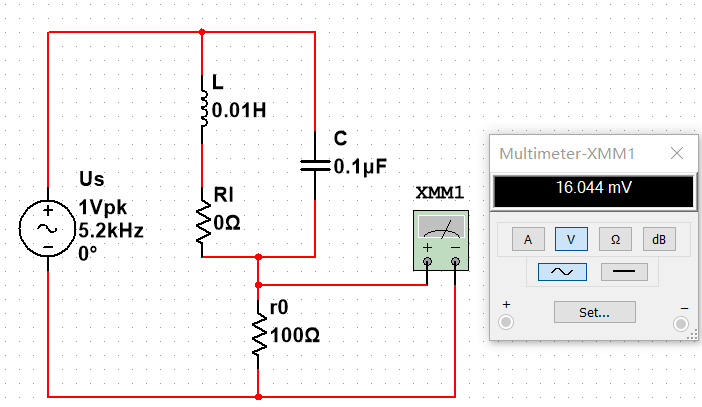 L
0.01H
C
0.1µF
Us
1Vpk
5.2kHz
0°
Rl
0Ω
XMM1
r0
100Ω
Multimeter-XMM1
16.044 mV
A
V
Ω
dB
+
Set...
−